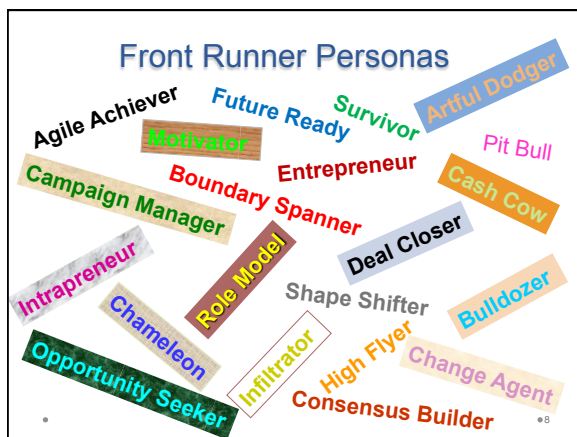 Front Runner Personas
Agile Achiever
Future Ready
Survivor
Artful Dodger
Motivator
Entrepreneur
Pit Bull
Campaign Manager
Boundary Spanner
Cash Cow
Intrapreneur
Role Model
Deal Closer
Chameleon
Shape Shifter
Bulldozer
Opportunity Seeker
Infiltrator
High Flyer
Change Agent
Consensus Builder
8